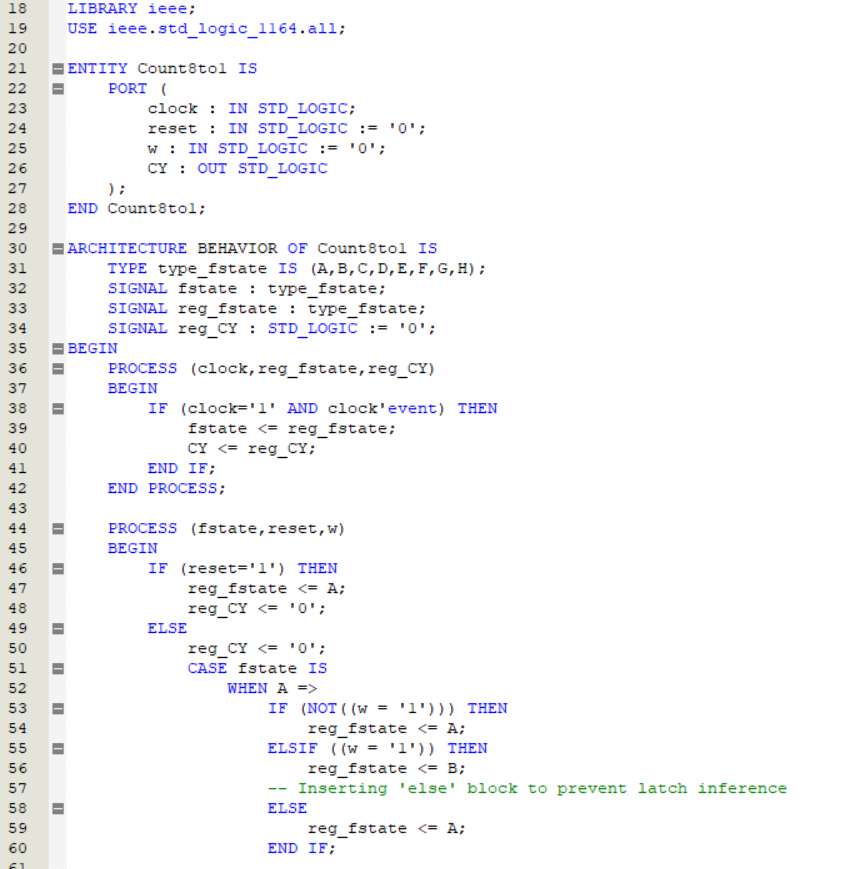 18 LIBRARY ieee;
19 USE ieee.std_logic_1164.all;
20
21 ENTITY Count8to1 IS
22 PORT (
23 clock : IN STD_LOGIC;
24 reset : IN STD_LOGIC := '0';
25 w : IN STD_LOGIC := '0';
26 CY : OUT STD_LOGIC
27 );
28 END Count8to1;
29
30 ARCHITECTURE BEHAVIOR OF Count8to1 IS
31 TYPE type_fstate IS (A,B,C,D,E,F,G,H);
32 SIGNAL fstate : type_fstate;
33 SIGNAL reg_fstate : type_fstate;
34 SIGNAL reg_CY : STD_LOGIC := '0';
35 BEGIN
36 PROCESS (clock,reg_fstate,reg_CY)
37 BEGIN
38 IF (clock='1' AND clock'event) THEN
39 fstate <= reg_fstate;
40 CY <= reg_CY;
41 END IF;
42 END PROCESS;
43
44 PROCESS (fstate,reset,w)
45 BEGIN
46 IF (reset='1') THEN
47 reg_fstate <= A;
48 reg_CY <= '0';
49 ELSE
50 reg_CY <= '0';
51 CASE fstate IS
52 WHEN A =>
53 IF (NOT((w = '1'))) THEN
54 reg_fstate <= A;
55 ELSIF ((w = '1')) THEN
56 reg_fstate <= B;
57 -- Inserting 'else' block to prevent latch inference
58 ELSE
59 reg_fstate <= A;
60 END IF;
61